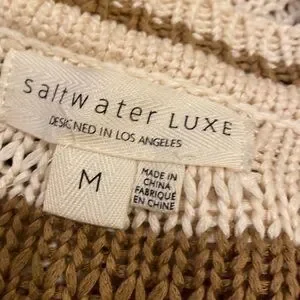 saltwater LUXE
DESIGNED IN LOS ANGELES
M
MADE IN
CHINA
FABRIQUÉ
EN CHINE